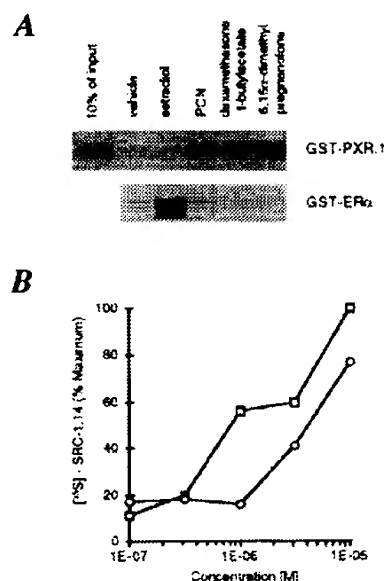 A
10% of input
vehicle
estradiol
PCN
dexamethasone
1-butylacetate
6,16α-dimethyl
pregnenolone
GST-PXR.1
GST-ERα
B
[³⁵S] - SRC-1.14 (% Maximum)
100
80
60
40
20
0
1E-07
1E-06
1E-05
Concentration [M]